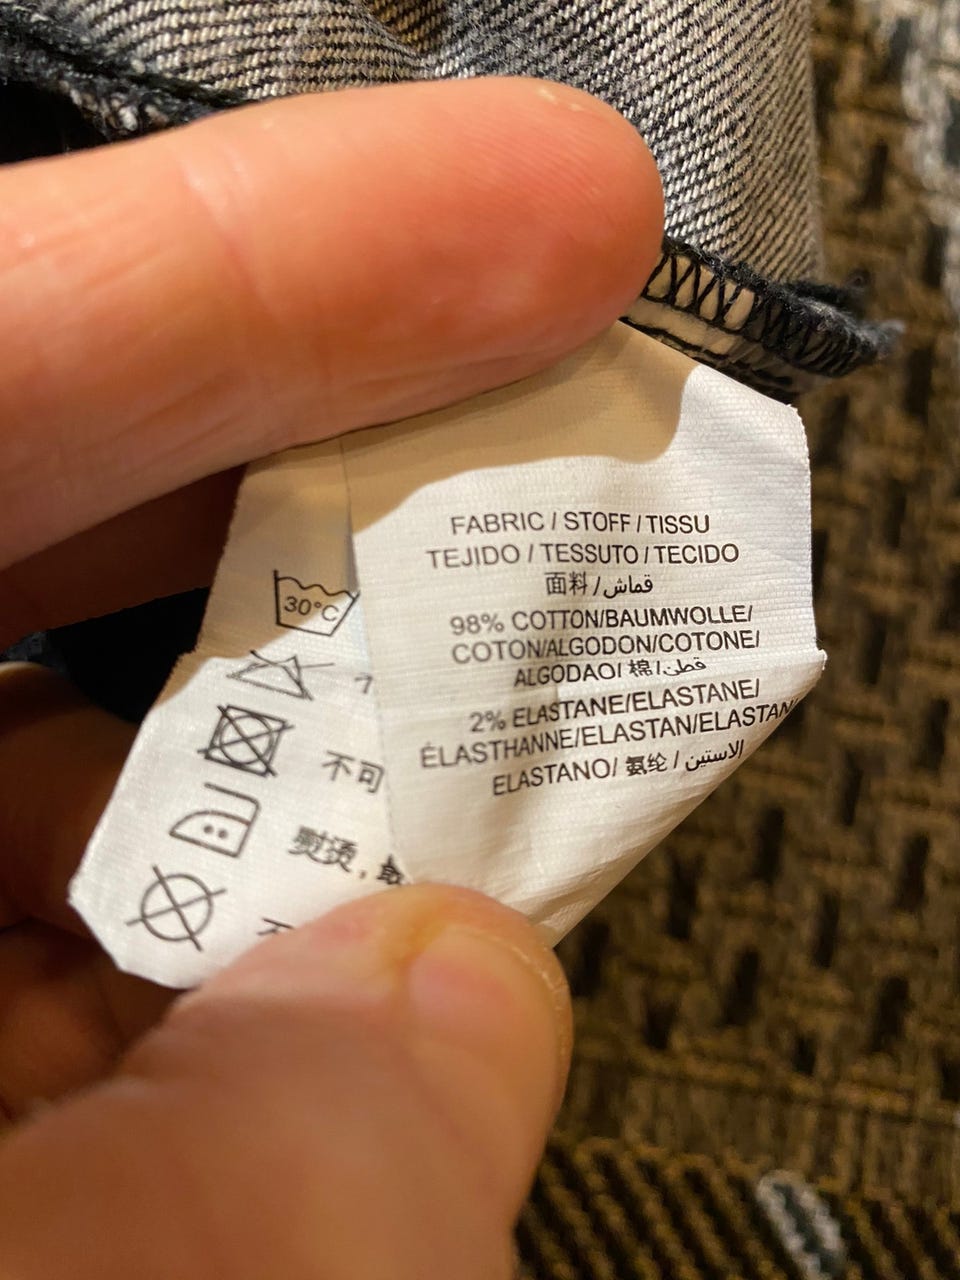 FABRIC / STOFF / TISSU
TEJIDO / TESSUTO / TECIDO
面料 / قماش
98% COTTON/BAUMWOLLE/
COTON/ALGODON/COTONE/
ALGODAO/ 棉 /قطن
2% ELASTANE/ELASTANE/
ÉLASTHANNE/ELASTAN/ELASTAN
ELASTANO/ 氨纶 / الاستين
30°C
不可
熨烫，最